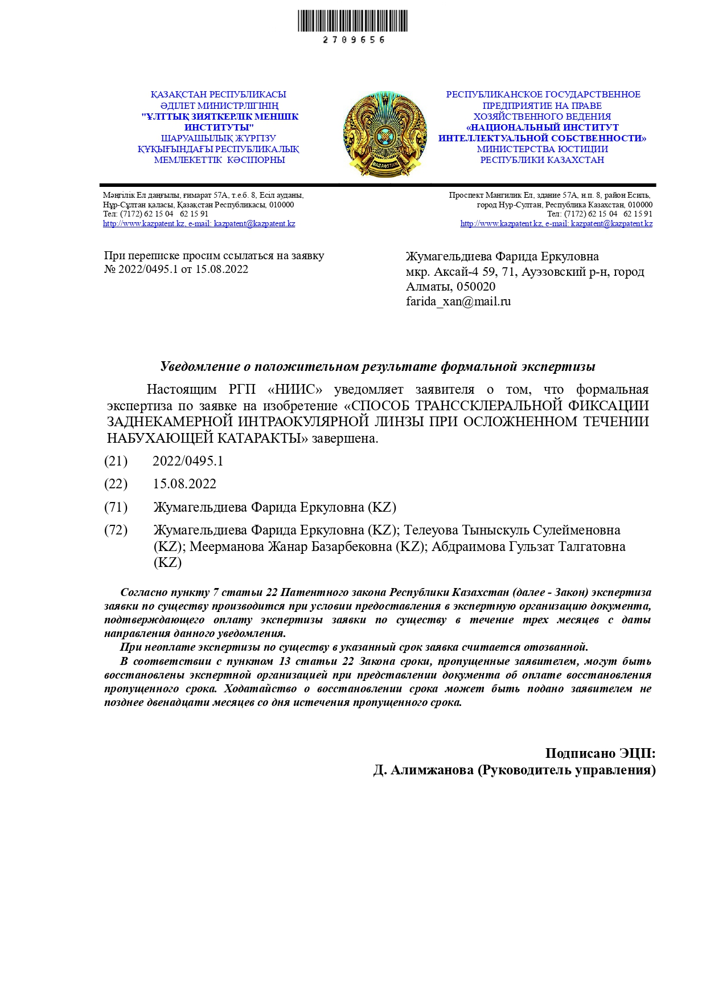 2709656
ҚАЗАҚСТАН РЕСПУБЛИКАСЫ
ӘДІЛЕТ МИНИСТРЛІГІНІҢ
"ҰЛТТЫҚ ЗИЯТКЕРЛІК МЕНШІК
ИНСТИТУТЫ"
ШАРУАШЫЛЫҚ ЖҮРГІЗУ
ҚҰҚЫҒЫНДАҒЫ РЕСПУБЛИКАЛЫҚ
МЕМЛЕКЕТТІК КӘСІПОРНЫ
QAZAQSTAN
РЕСПУБЛИКАНСКОЕ ГОСУДАРСТВЕННОЕ
ПРЕДПРИЯТИЕ НА ПРАВЕ
ХОЗЯЙСТВЕННОГО ВЕДЕНИЯ
«НАЦИОНАЛЬНЫЙ ИНСТИТУТ
ИНТЕЛЛЕКТУАЛЬНОЙ СОБСТВЕННОСТИ»
МИНИСТЕРСТВА ЮСТИЦИИ
РЕСПУБЛИКИ КАЗАХСТАН
Мәңгілік Ел даңғылы, ғимарат 57А, т.е.б. 8, Есіл ауданы,
Нұр-Сұлтан қаласы, Қазақстан Республикасы, 010000
Тел: (7172) 62 15 04 62 15 91
http://www.kazpatent.kz, e-mail: kazpatent@kazpatent.kz
Проспект Мангилик Ел, здание 57А, н.п. 8, район Есиль,
город Нур-Султан, Республика Казахстан, 010000
Тел: (7172) 62 15 04 62 15 91
http://www.kazpatent.kz, e-mail: kazpatent@kazpatent.kz
При переписке просим ссылаться на заявку
№ 2022/0495.1 от 15.08.2022
Жумагельдиева Фарида Еркуловна
мкр. Аксай-4 59, 71, Ауэзовский р-н, город
Алматы, 050020
farida_xan@mail.ru
Уведомление о положительном результате формальной экспертизы
Настоящим РГП «НИИС» уведомляет заявителя о том, что формальная
экспертиза по заявке на изобретение «СПОСОБ ТРАНССКЛЕРАЛЬНОЙ ФИКСАЦИИ
ЗАДНЕКАМЕРНОЙ ИНТРАОКУЛЯРНОЙ ЛИНЗЫ ПРИ ОСЛОЖНЕННОМ ТЕЧЕНИИ
НАБУХАЮЩЕЙ КАТАРАКТЫ» завершена.
(21) 2022/0495.1
(22) 15.08.2022
(71) Жумагельдиева Фарида Еркуловна (KZ)
(72) Жумагельдиева Фарида Еркуловна (KZ); Телеуова Тыныскуль Сулейменовна
(KZ); Меерманова Жанар Базарбековна (KZ); Абдраимова Гульзат Талгатовна
(KZ)
Согласно пункту 7 статьи 22 Патентного закона Республики Казахстан (далее - Закон) экспертиза
заявки по существу производится при условии предоставления в экспертную организацию документа,
подтверждающего оплату экспертизы заявки по существу в течение трех месяцев с даты
направления данного уведомления.
При неоплате экспертизы по существу в указанный срок заявка считается отозванной.
В соответствии с пунктом 13 статьи 22 Закона сроки, пропущенные заявителем, могут быть
восстановлены экспертной организацией при представлении документа об оплате восстановления
пропущенного срока. Ходатайство о восстановлении срока может быть подано заявителем не
позднее двенадцати месяцев со дня истечения пропущенного срока.
Подписано ЭЦП:
Д. Алимжанова (Руководитель управления)